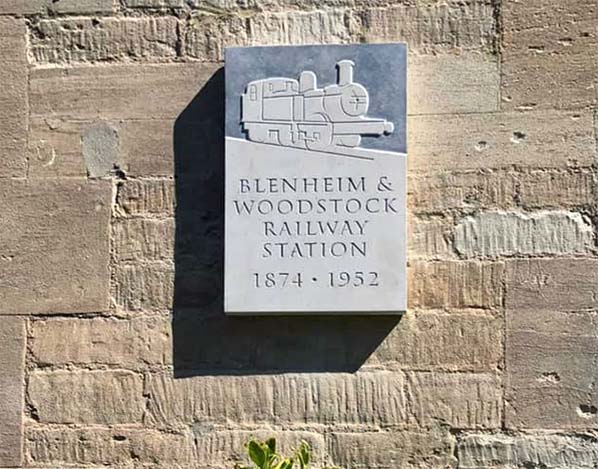 BLENHEIM &
WOODSTOCK
RAILWAY
STATION
1874 · 1952